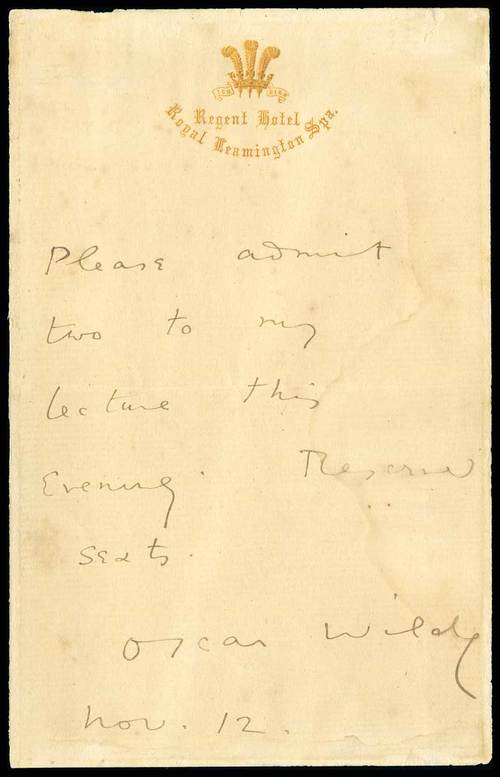 ICH DIEN
Regent Hotel
Royal Leamington Spa.
Please admit
two to my
lecture this
Evening. Reserved
seats.
Oscar Wilde
Nov. 12.